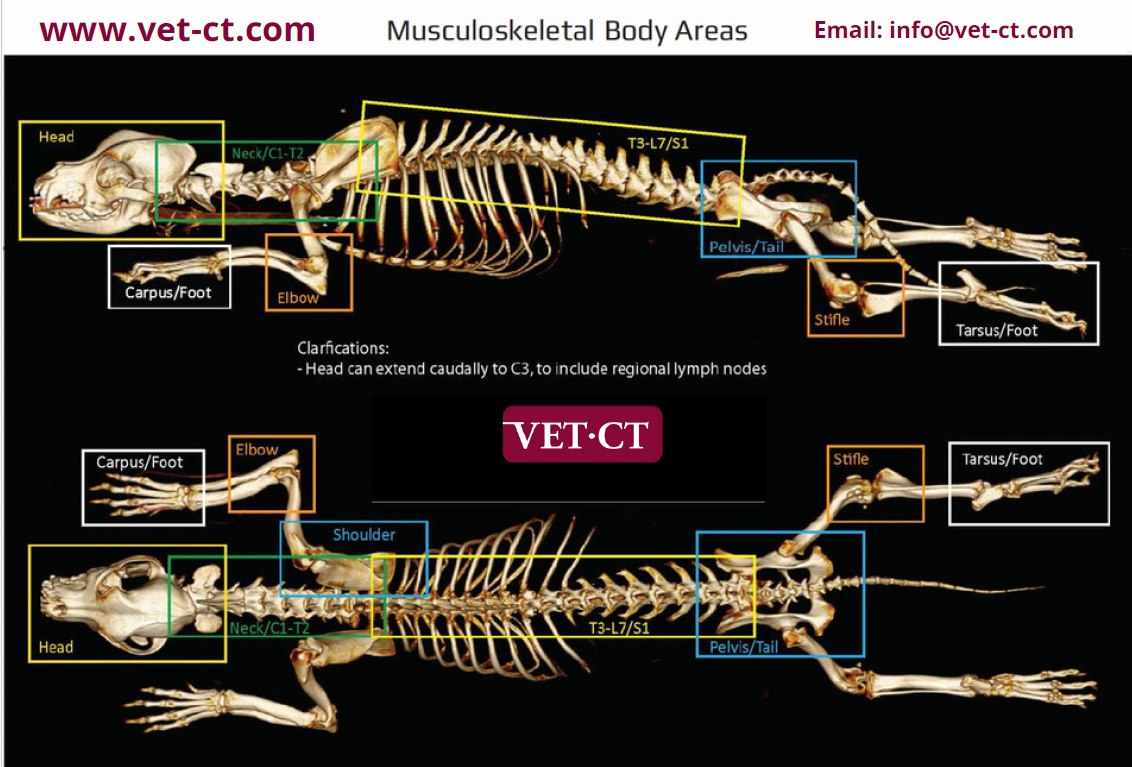 www.vet-ct.com
Musculoskeletal Body Areas
Email: info@vet-ct.com
Head
Neck/C1-T2
T3-L7/S1
Pelvis/Tail
Carpus/Foot
Elbow
Stifle
Tarsus/Foot
Clarfications:
- Head can extend caudally to C3, to include regional lymph nodes
VET·CT
Carpus/Foot
Elbow
Stifle
Tarsus/Foot
Shoulder
Head
Neck/C1-T2
T3-L7/S1
Pelvis/Tail